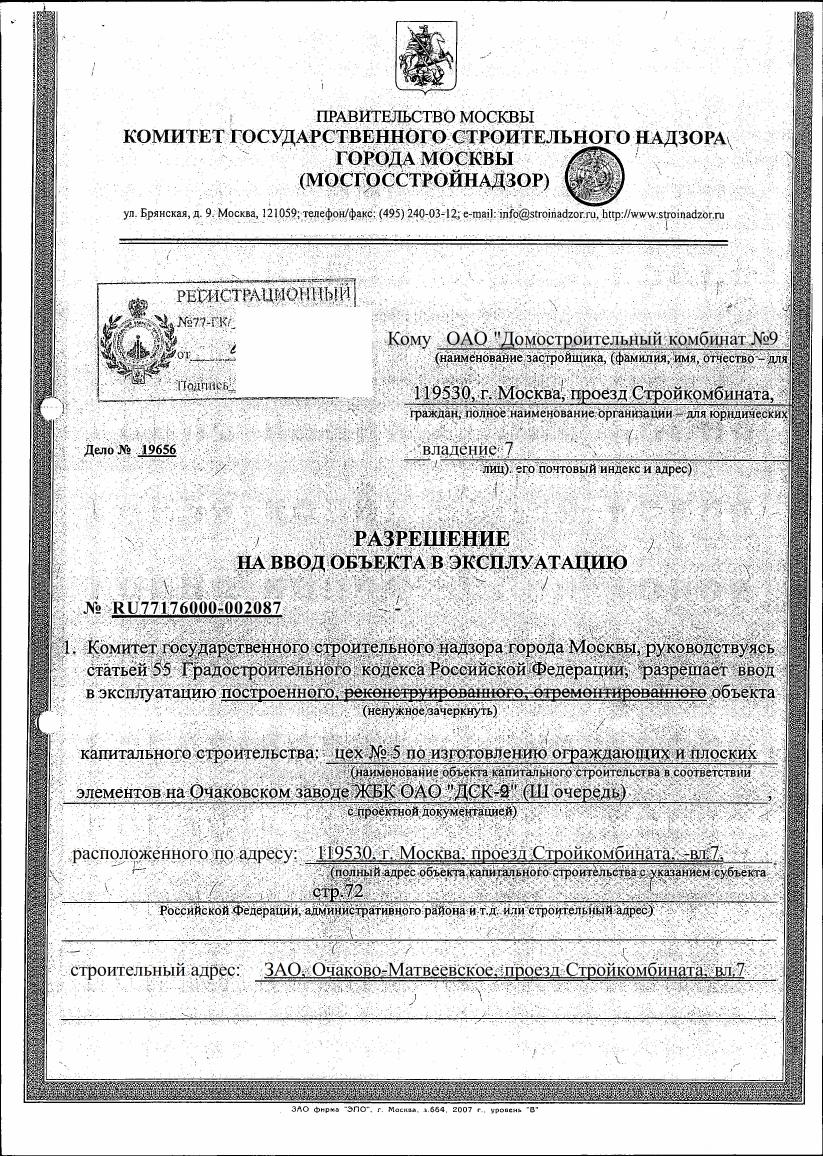 ПРАВИТЕЛЬСТВО МОСКВЫ
КОМИТЕТ ГОСУДАРСТВЕННОГО СТРОИТЕЛЬНОГО НАДЗОРА
ГОРОДА МОСКВЫ
(МОСГОССТРОЙНАДЗОР)
ул. Брянская, д. 9. Москва, 121059; телефон/факс: (495) 240-03-12; e-mail: info@stroinadzor.ru, http://www.stroinadzor.ru
РЕГИСТРАЦИОННЫЙ
№77-ГК/
от
Подпись
Кому ОАО "Домостроительный комбинат №9
(наименование застройщика, (фамилия, имя, отчество – для
119530, г. Москва, проезд Стройкомбината,
граждан, полное наименование организации – для юридических
Дело № 19656
владение 7
лиц). его почтовый индекс и адрес)
РАЗРЕШЕНИЕ
НА ВВОД ОБЪЕКТА В ЭКСПЛУАТАЦИЮ
№ RU77176000-002087
1. Комитет государственного строительного надзора города Москвы, руководствуясь
статьей 55 Градостроительного кодекса Российской Федерации, разрешает ввод
в эксплуатацию построенного, реконструированного, отремонтированного объекта
(ненужное зачеркнуть)
капитального строительства: цех № 5 по изготовлению ограждающих и плоских
(наименование объекта капитального строительства в соответствии
элементов на Очаковском заводе ЖБК ОАО "ДСК-9" (Ш очередь) ,
с проектной документацией)
расположенного по адресу: 119530, г. Москва, проезд Стройкомбината, -вл.7,
(полный адрес объекта капитального строительства с указанием субъекта
стр.72
Российской Федерации, административного района и т.д. или строительный адрес)
строительный адрес: ЗАО, Очаково-Матвеевское, проезд Стройкомбината, вл.7
ЗАО фирма "ЭПО", г. Москва, з.664, 2007 г., уровень "В"